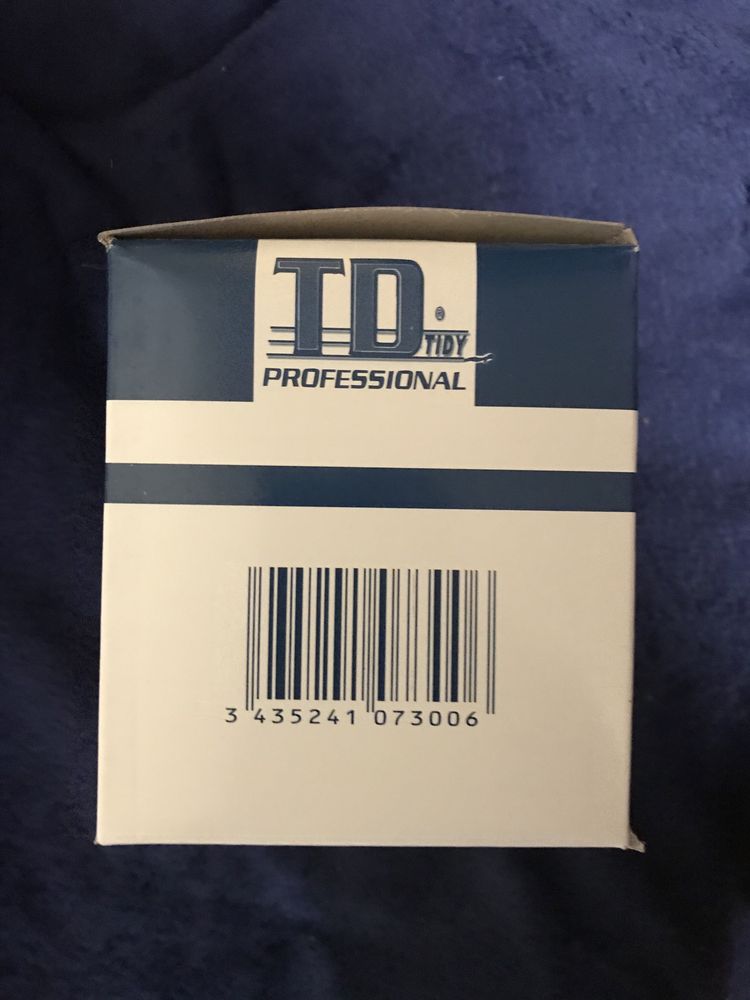 TD®
TIDY
PROFESSIONAL
3 435241 073006